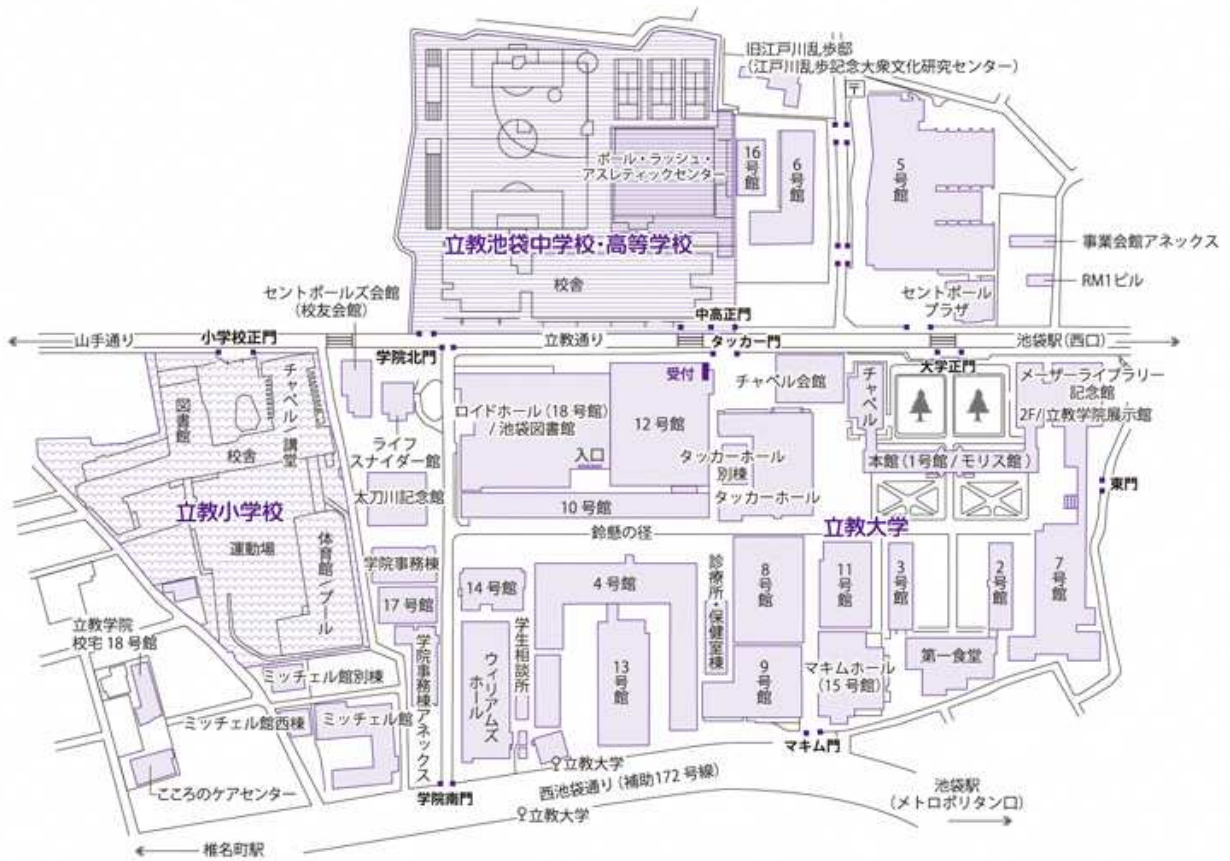 旧江戸川乱歩邸
(江戸川乱歩記念大衆文化研究センター)
〒
ポール・ラッシュ・
アスレティックセンター
16号館
6号館
5号館
立教池袋中学校・高等学校
事業会館アネックス
RM1ビル
校舎
セントポールズ会館
(校友会館)
セントポール
プラザ
中高正門
山手通り
小学校正門
学院北門
立教通り
タッカー門
池袋駅(西口)
大学正門
受付
チャペル会館
チャペル
メーザーライブラリー
記念館
2F/立教学院展示館
図書館
チャペル/講堂
校舎
ライフ
スナイダー館
ロイドホール(18号館)
/池袋図書館
12号館
入口
タッカーホール
別棟
タッカーホール
本館(1号館/モリス館)
東門
太刀川記念館
10号館
立教小学校
立教大学
鈴懸の径
運動場
体育館/プール
学院事務棟
17号館
14号館
4号館
診療所・保健室棟
8号館
11号館
3号館
2号館
7号館
立教学院
校宅18号館
学院事務棟アネックス
ウィリアムズ
ホール
学生相談所
13号館
9号館
マキムホール
(15号館)
第一食堂
ミッチェル館別棟
ミッチェル館西棟
ミッチェル館
マキム門
こころのケアセンター
学院南門
立教大学
西池袋通り(補助172号線)
立教大学
池袋駅
(メトロポリタン口)
椎名町駅